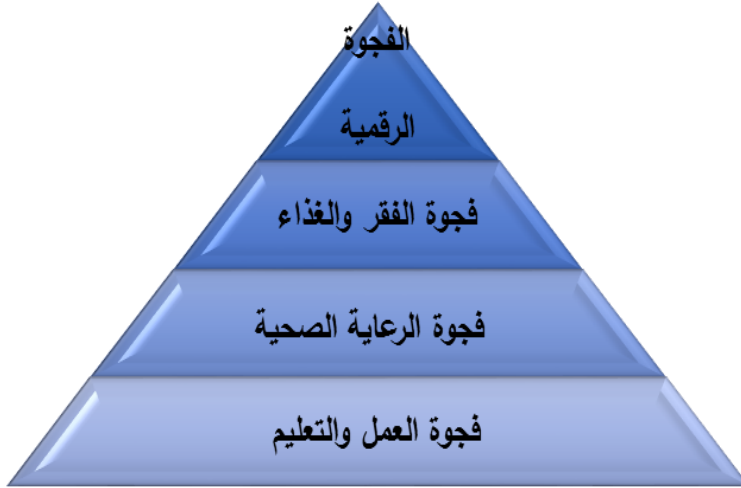 الفجوة
الرقمية
فجوة الفقر والغذاء
فجوة الرعاية الصحية
فجوة العمل والتعليم